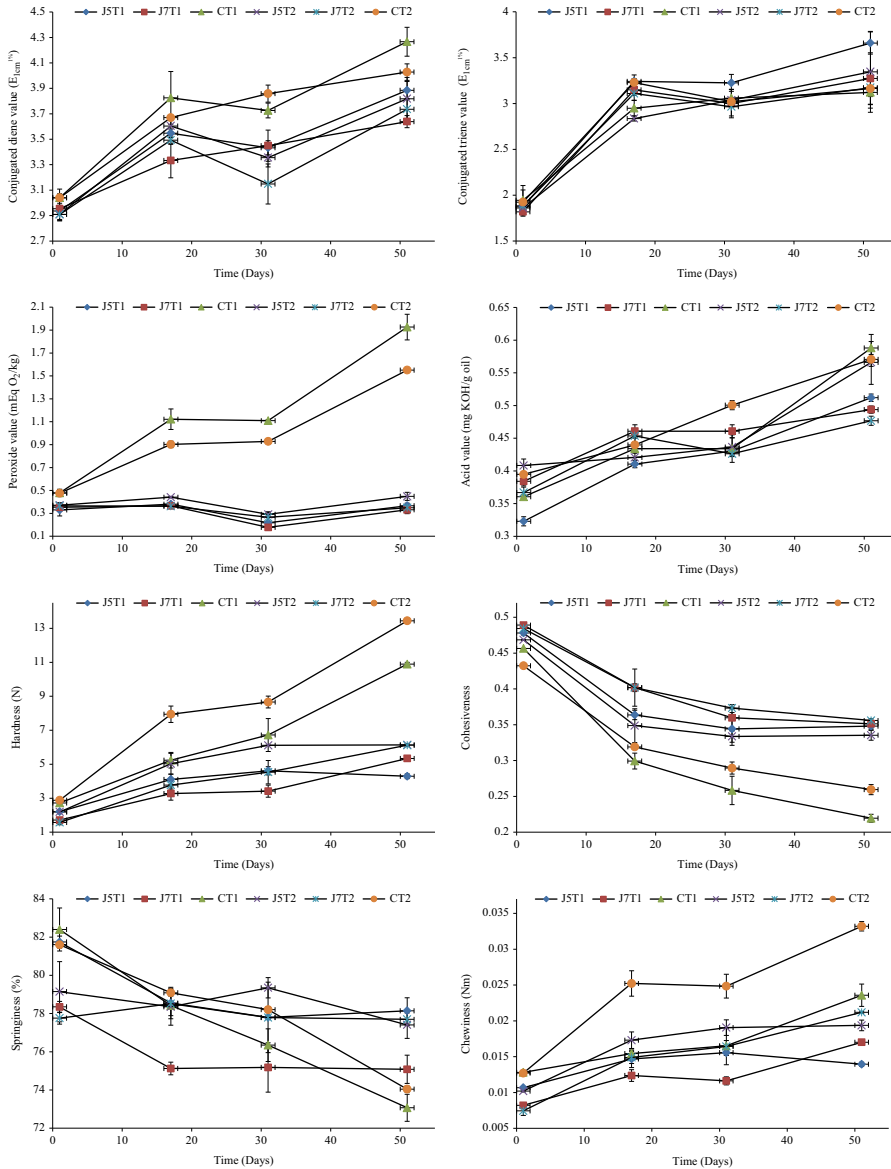 J5T1 J7T1 CT1 J5T2 J7T2 CT2
Conjugated diene value (E1cm1%)
4.5
4.3
4.1
3.9
3.7
3.5
3.3
3.1
2.9
2.7
0 10 20 30 40 50
Time (Days)
J5T1 J7T1 CT1 J5T2 J7T2 CT2
Conjugated triene value (E1cm1%)
4
3.5
3
2.5
2
1.5
0 10 20 30 40 50
Time (Days)
J5T1 J7T1 CT1 J5T2 J7T2 CT2
Peroxide value (mEq O2/kg)
2.1
1.9
1.7
1.5
1.3
1.1
0.9
0.7
0.5
0.3
0.1
0 10 20 30 40 50
Time (Days)
J5T1 J7T1 CT1 J5T2 J7T2 CT2
Acid value (mg KOH/g oil)
0.65
0.6
0.55
0.5
0.45
0.4
0.35
0.3
0 10 20 30 40 50
Time (Days)
J5T1 J7T1 CT1 J5T2 J7T2 CT2
Hardness (N)
13
11
9
7
5
3
1
0 10 20 30 40 50
Time (Days)
J5T1 J7T1 CT1 J5T2 J7T2 CT2
Cohesiveness
0.5
0.45
0.4
0.35
0.3
0.25
0.2
0 10 20 30 40 50
Time (Days)
J5T1 J7T1 CT1 J5T2 J7T2 CT2
Springiness (%)
84
82
80
78
76
74
72
0 10 20 30 40 50
Time (Days)
J5T1 J7T1 CT1 J5T2 J7T2 CT2
Chewiness (Nm)
0.035
0.03
0.025
0.02
0.015
0.01
0.005
0 10 20 30 40 50
Time (Days)